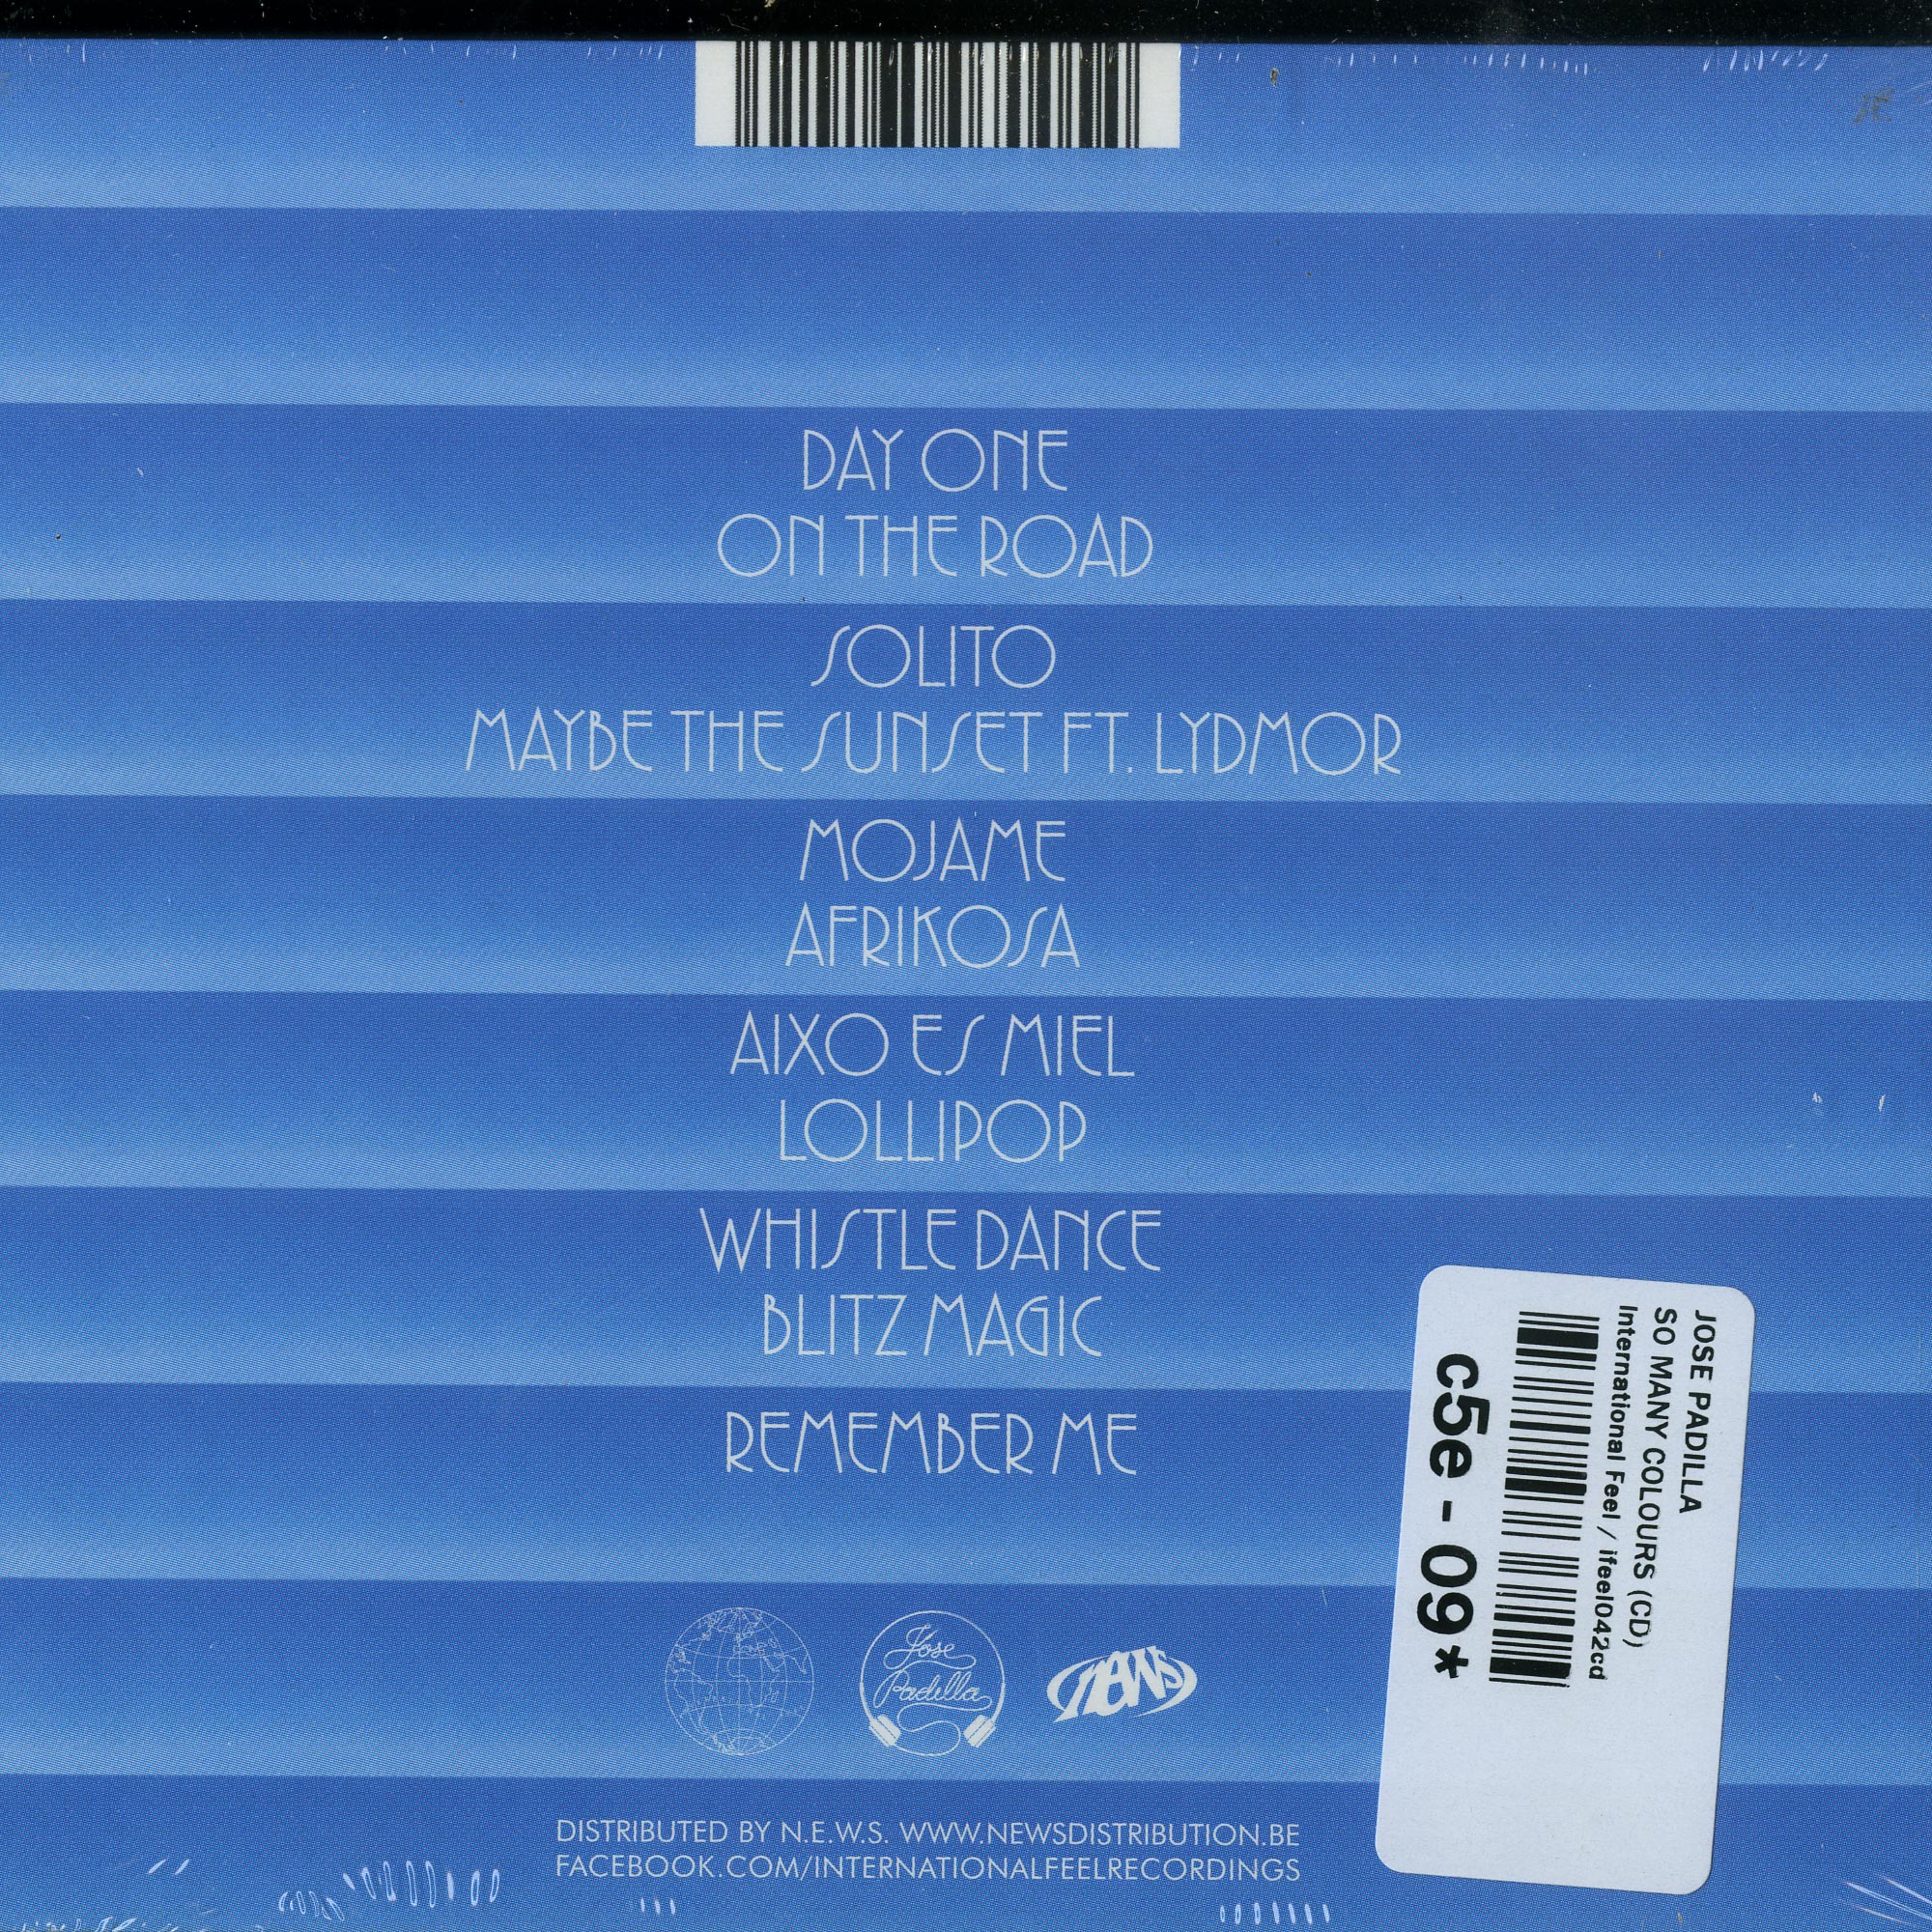 DAY ONE
ON THE ROAD
SOLITO
MAYBE THE SUNSET FT. LYDMOR
MOJAME
AFRIKOSA
AIXO ES MIEL
LOLLIPOP
WHISTLE DANCE
BLITZ MAGIC
REMEMBER ME
Jose
Padilla
NEWS
DISTRIBUTED BY N.E.W.S. WWW.NEWSDISTRIBUTION.BE
FACEBOOK.COM/INTERNATIONALFEELRECORDINGS
JOSE PADILLA
SO MANY COLOURS (CD)
International Feel / ifeel042cd
c5e - 09*